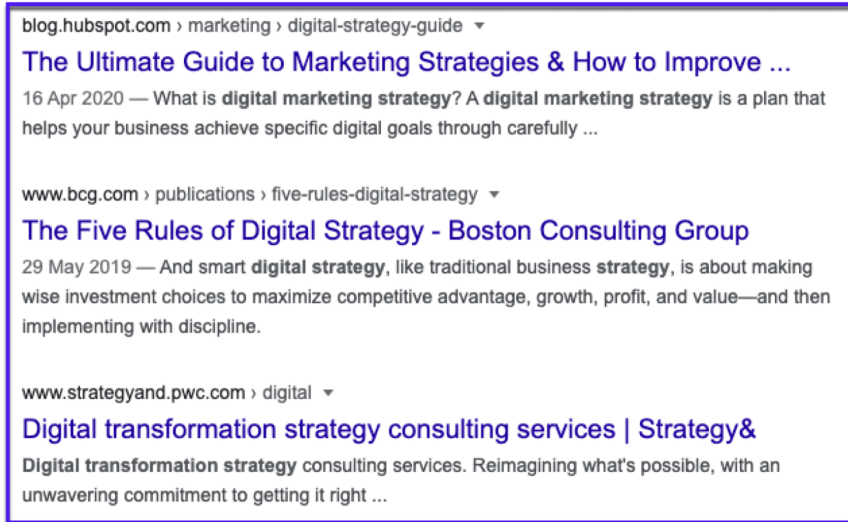 blog.hubspot.com › marketing › digital-strategy-guide
The Ultimate Guide to Marketing Strategies & How to Improve ...
16 Apr 2020 — What is digital marketing strategy? A digital marketing strategy is a plan that
helps your business achieve specific digital goals through carefully ...
www.bcg.com › publications › five-rules-digital-strategy
The Five Rules of Digital Strategy - Boston Consulting Group
29 May 2019 — And smart digital strategy, like traditional business strategy, is about making
wise investment choices to maximize competitive advantage, growth, profit, and value—and then
implementing with discipline.
www.strategyand.pwc.com › digital
Digital transformation strategy consulting services | Strategy&
Digital transformation strategy consulting services. Reimagining what's possible, with an
unwavering commitment to getting it right ...